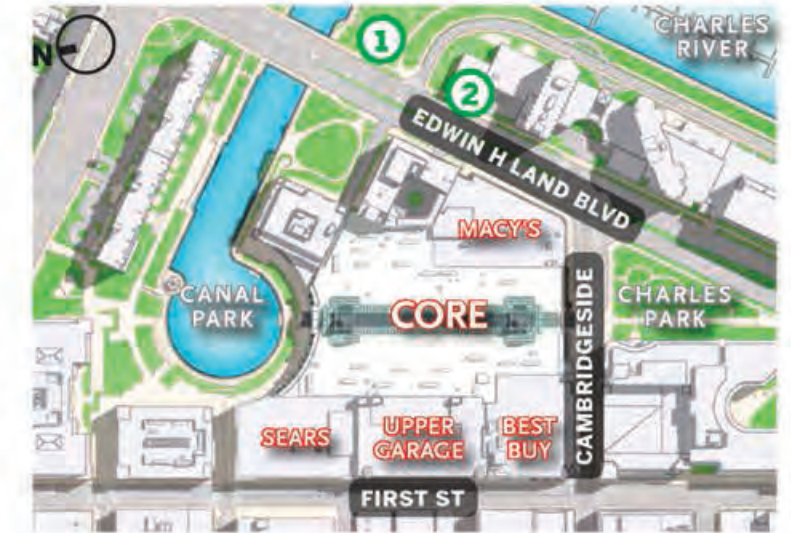 CHARLES
RIVER
N
1
2
EDWIN H LAND BLVD
MACY'S
CANAL
PARK
CORE
CHARLES
PARK
CAMBRIDGESIDE
SEARS
UPPER
GARAGE
BEST
BUY
FIRST ST